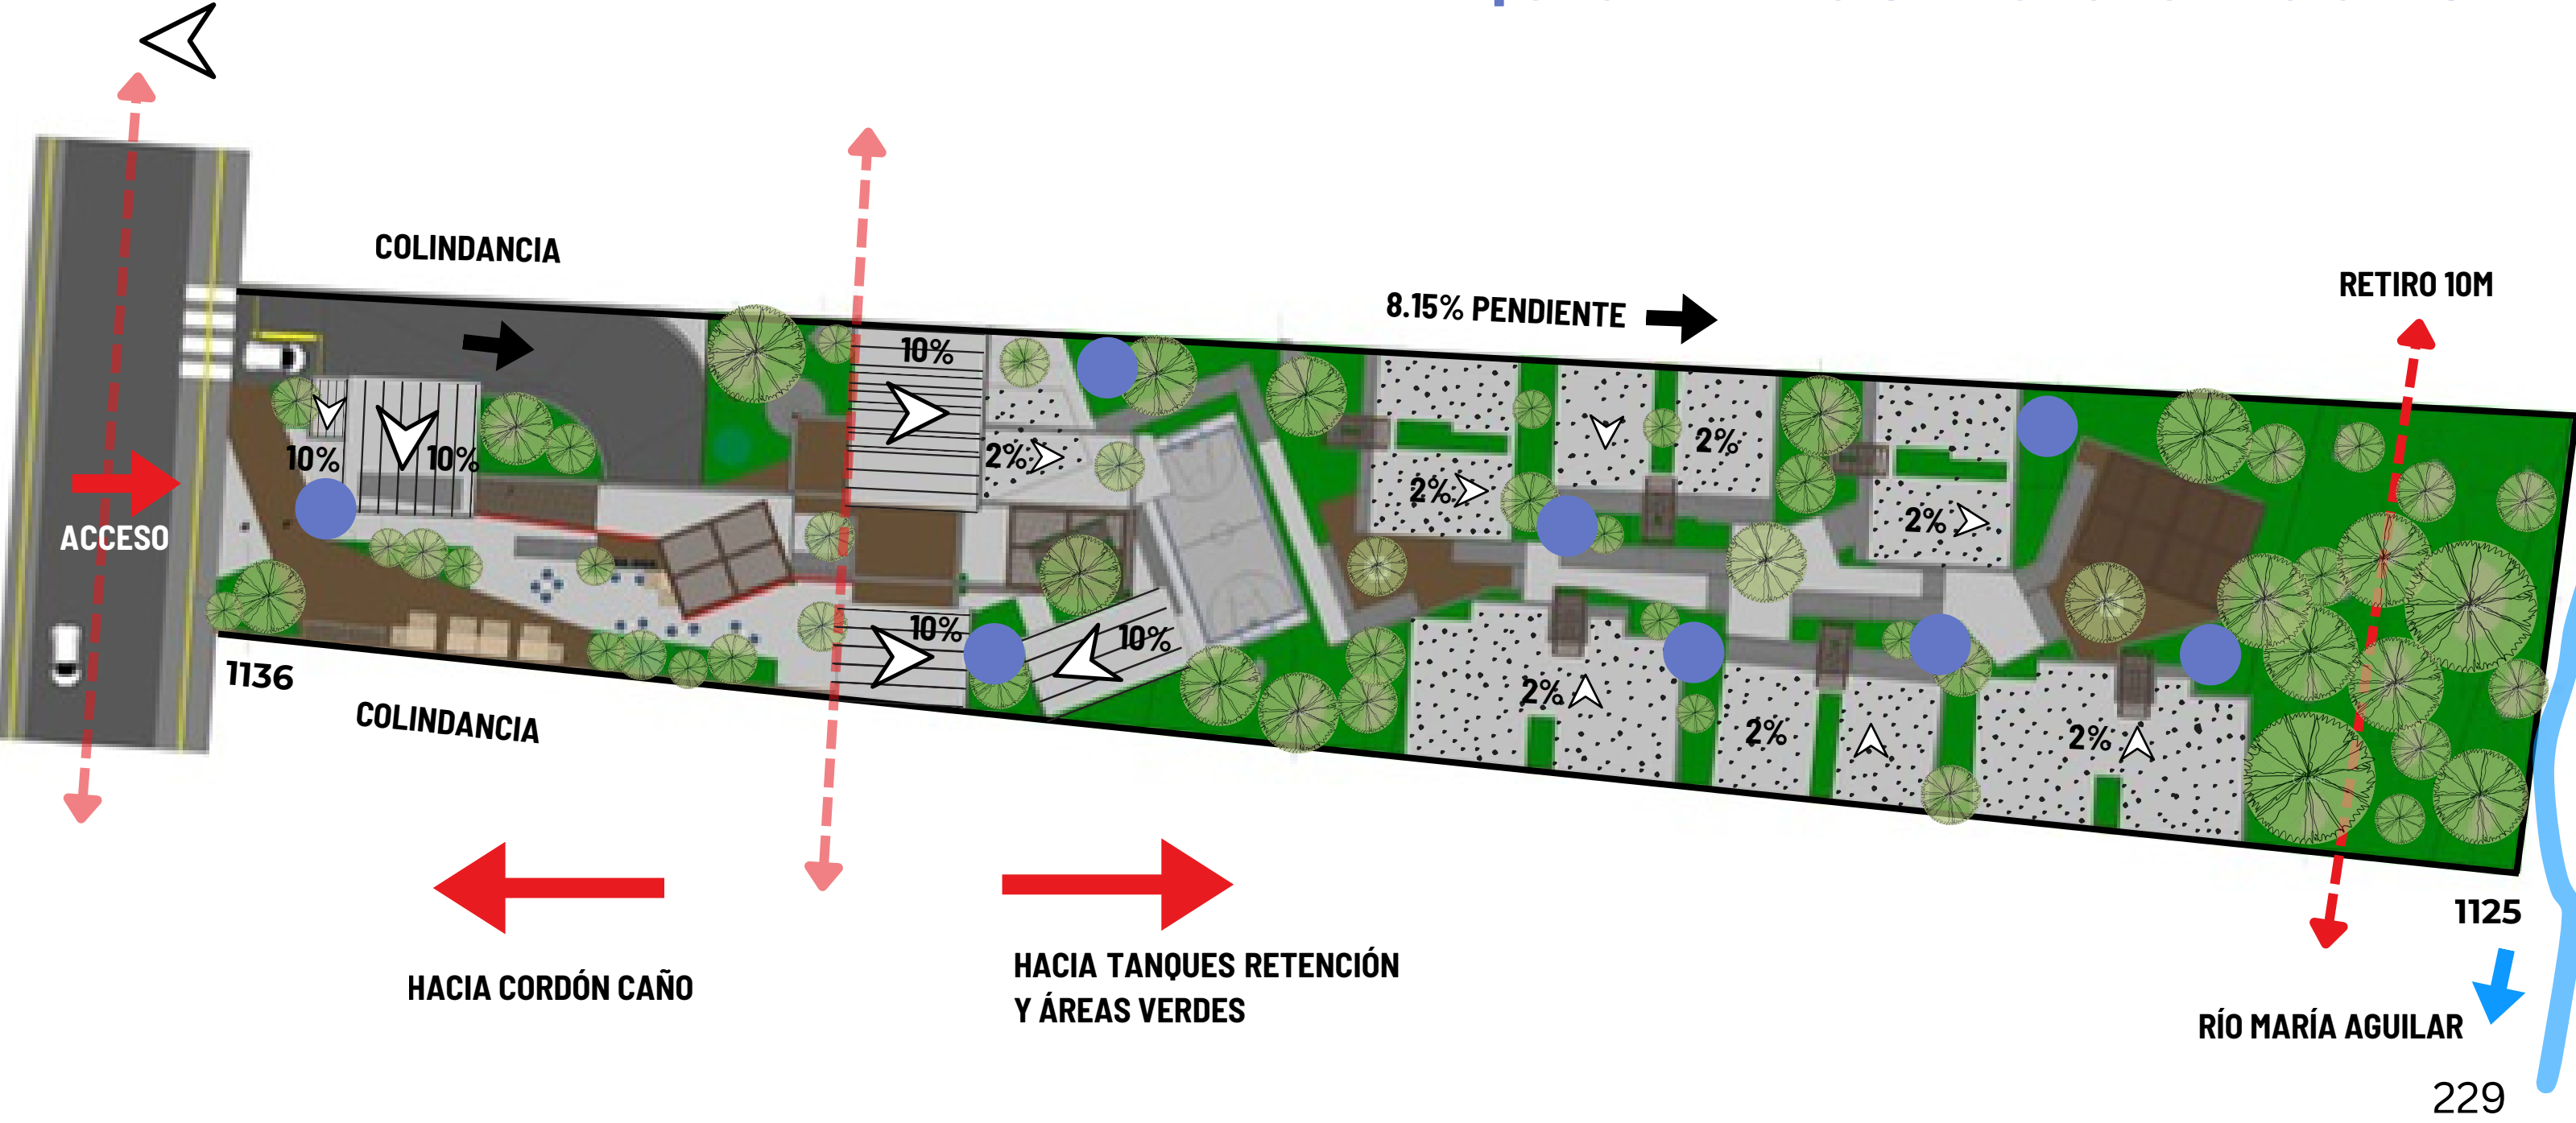 COLINDANCIA
8.15% PENDIENTE
RETIRO 10M
10%
10%
10%
2%
2%
2%
2%
ACCESO
10%
10%
2%
2%
2%
1136
COLINDANCIA
1125
HACIA CORDÓN CAÑO
HACIA TANQUES RETENCIÓN
Y ÁREAS VERDES
RÍO MARÍA AGUILAR
229